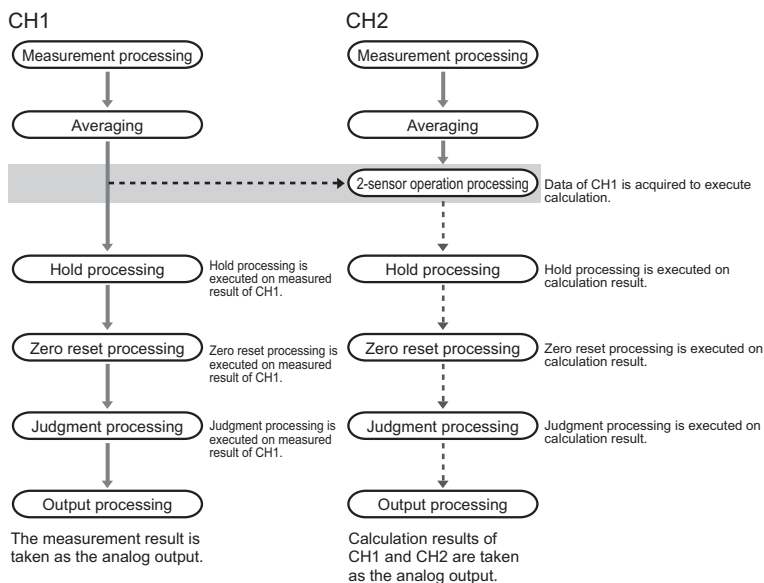 CH1
CH2
Measurement processing
Measurement processing
Averaging
Averaging
2-sensor operation processing
Data of CH1 is acquired to execute
calculation.
Hold processing
Hold processing is
executed on measured
result of CH1.
Hold processing
Hold processing is executed on
calculation result.
Zero reset processing
Zero reset processing is
executed on measured
result of CH1.
Zero reset processing
Zero reset processing is executed on
calculation result.
Judgment processing
Judgment processing is
executed on measured
result of CH1.
Judgment processing
Judgment processing is executed on
calculation result.
Output processing
Output processing
The measurement result is
taken as the analog output.
Calculation results of
CH1 and CH2 are taken
as the analog output.